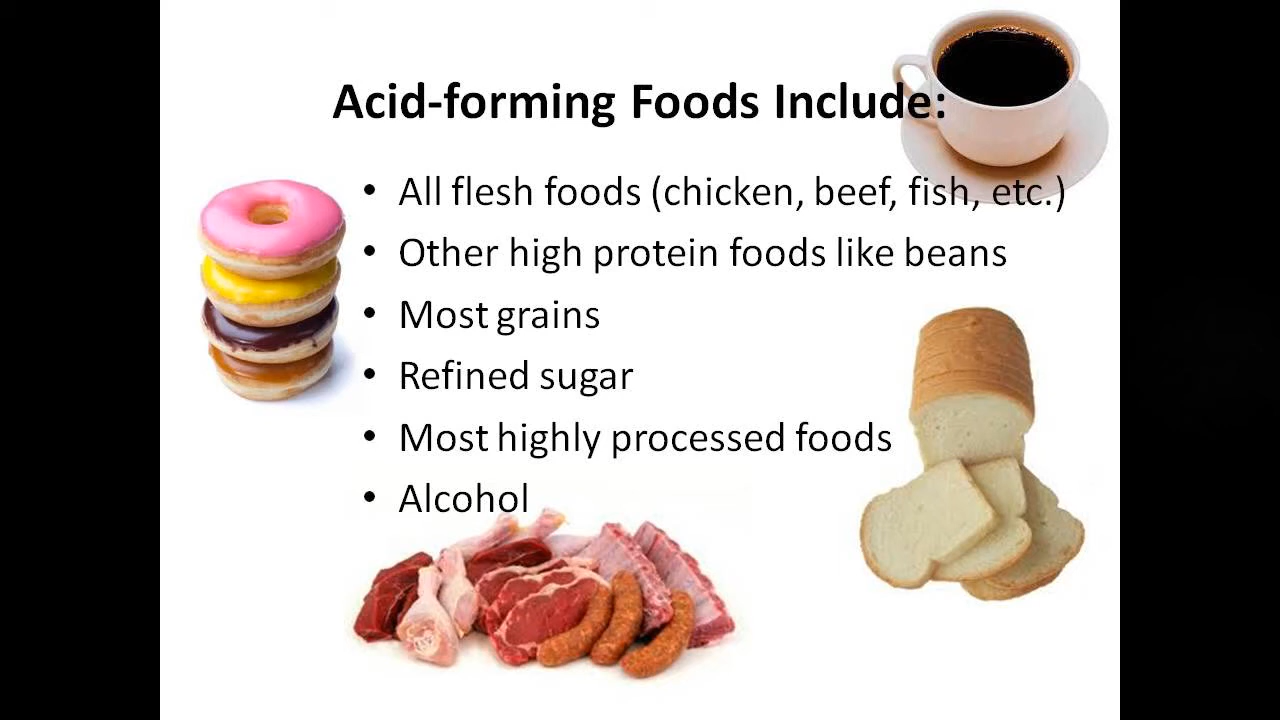 Acid-forming Foods Include:
• All flesh foods (chicken, beef, fish, etc.)
• Other high protein foods like beans
• Most grains
• Refined sugar
• Most highly processed foods
• Alcohol